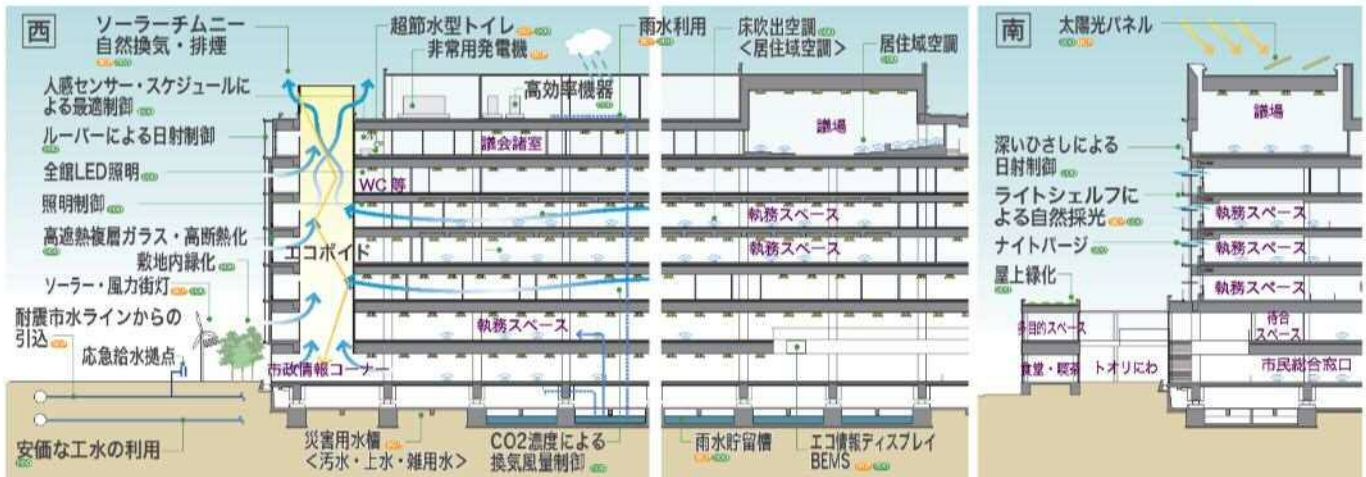 西
ソーラーチムニー
自然換気・排煙
人感センサー・スケジュールに
よる最適制御
ルーバーによる日射制御
全館LED照明
照明制御
高遮熱複層ガラス・高断熱化
敷地内緑化
ソーラー・風力街灯
耐震市水ラインからの
引込
応急給水拠点
安価な工水の利用
超節水型トイレ
非常用発電機
雨水利用
高効率機器
議会諸室
WC等
エコボイド
執務スペース
市政情報コーナー
災害用水槽
<汚水・上水・雑用水>
CO2濃度による
換気風量制御
床吹出空調
<居住域空調>
居住域空調
議場
執務スペース
執務スペース
雨水貯留槽
エコ情報ディスプレイ
BEMS
南
太陽光パネル
議場
深いひさしによる
日射制御
ライトシェルフに
よる自然採光
ナイトパージ
屋上緑化
執務スペース
執務スペース
執務スペース
多目的スペース
待合
スペース
食堂・喫茶
トオリにわ
市民総合窓口